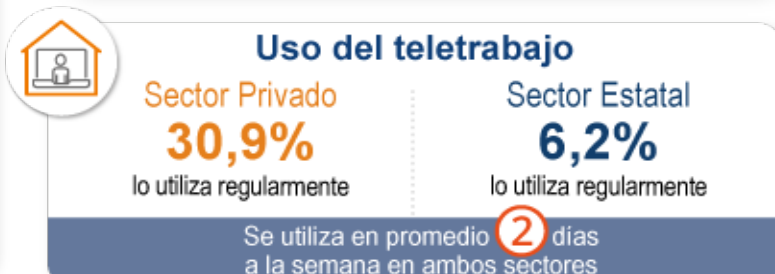 Uso del teletrabajo
Sector Privado
30,9%
lo utiliza regularmente
Sector Estatal
6,2%
lo utiliza regularmente
Se utiliza en promedio 2 días
a la semana en ambos sectores